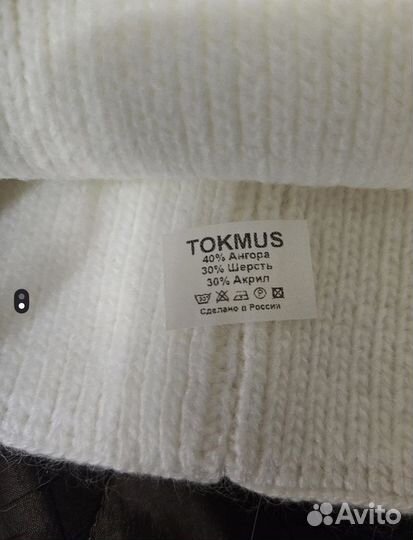 TOKMUS
40% Ангора
30% Шерсть
30% Акрил
Сделано в России
Avito